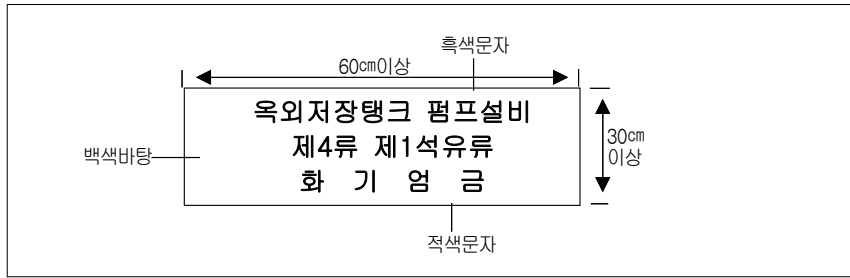 흑색문자
60㎝이상
옥외저장탱크 펌프설비
제4류 제1석유류
화 기 엄 금
백색바탕
30㎝
이상
적색문자